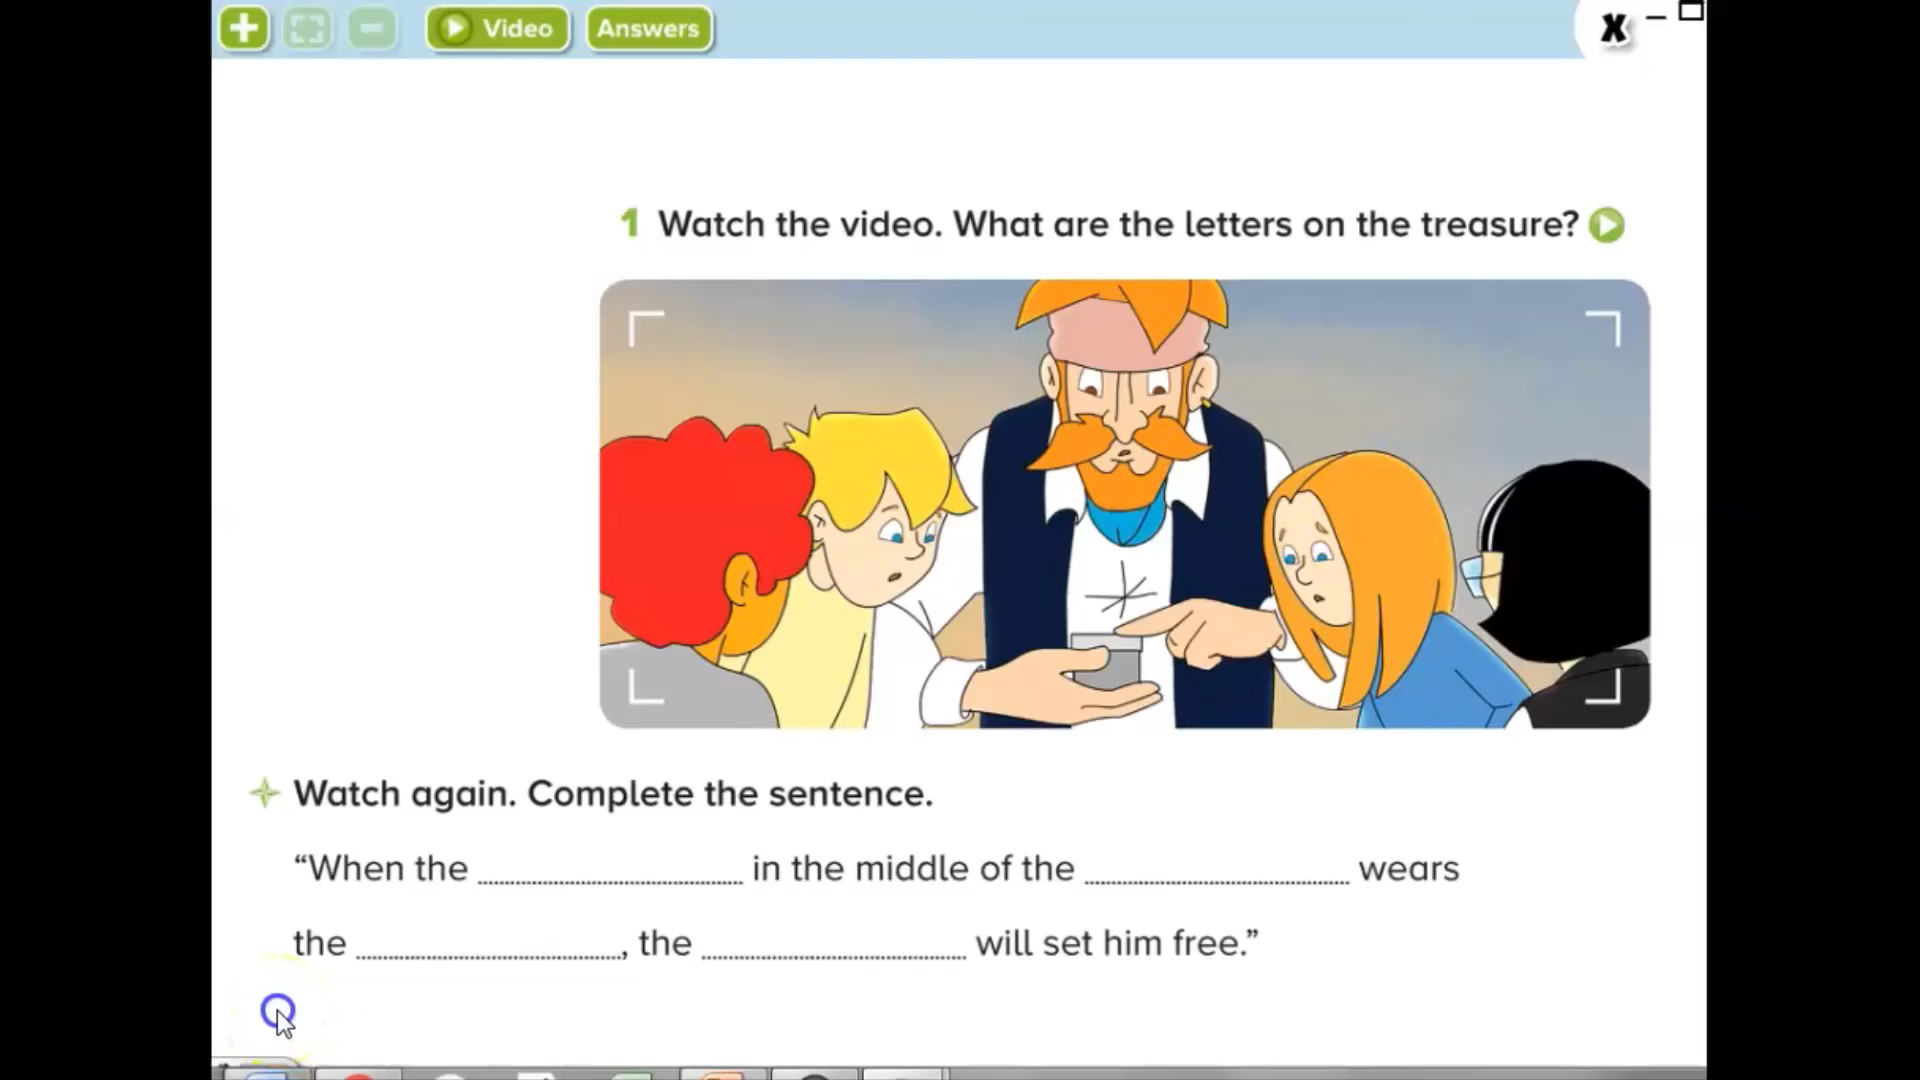 Video
Answers
X
1 Watch the video. What are the letters on the treasure?
Watch again. Complete the sentence.
“When the ........................ in the middle of the ........................ wears
the ........................, the ........................ will set him free.”